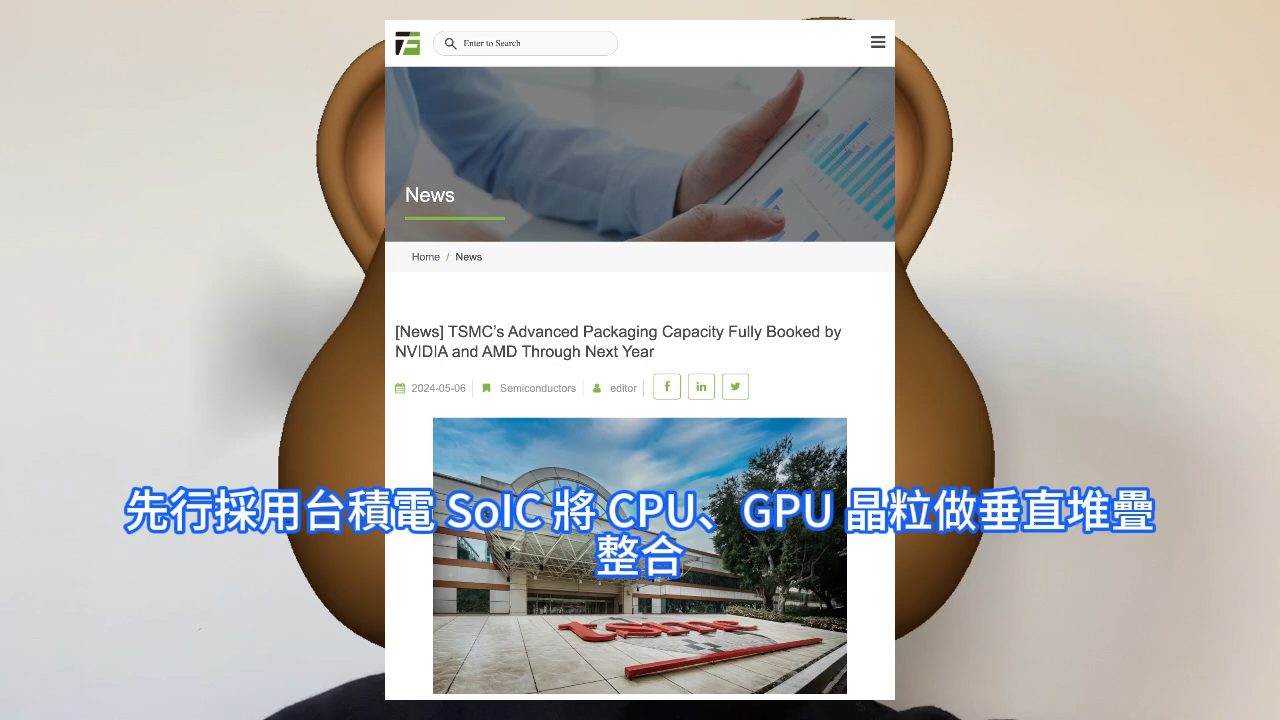 Enter to Search
News
Home / News
[News] TSMC's Advanced Packaging Capacity Fully Booked by
NVIDIA and AMD Through Next Year
2024-05-06 Semiconductors editor
先行採用台積電 SoIC 將 CPU、GPU 晶粒做垂直堆疊
整合
tsmc